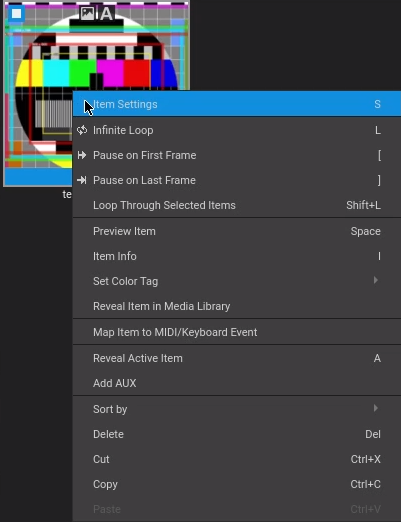 A
te
Item Settings S
Infinite Loop L
Pause on First Frame [
Pause on Last Frame ]
Loop Through Selected Items Shift+L
Preview Item Space
Item Info I
Set Color Tag
Reveal Item in Media Library
Map Item to MIDI/Keyboard Event
Reveal Active Item A
Add AUX
Sort by
Delete Del
Cut Ctrl+X
Copy Ctrl+C
Paste Ctrl+V